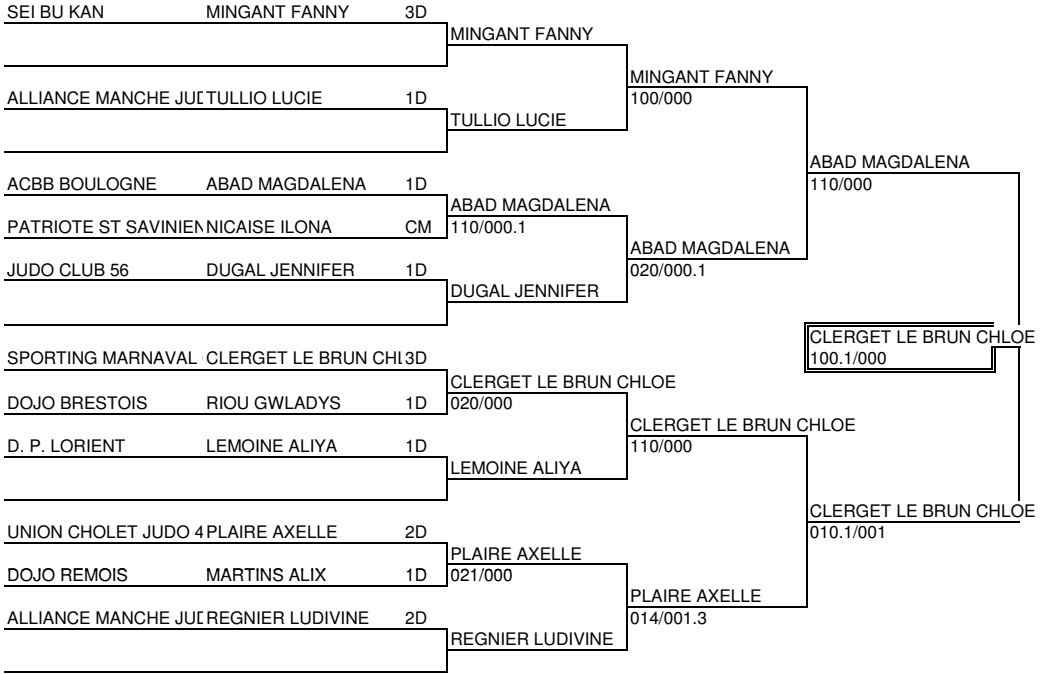 SEI BU KAN MINGANT FANNY 3D
MINGANT FANNY
MINGANT FANNY
100/000
ALLIANCE MANCHE JUD TULLIO LUCIE 1D
TULLIO LUCIE
ABAD MAGDALENA
110/000
ACBB BOULOGNE ABAD MAGDALENA 1D
ABAD MAGDALENA
110/000.1
PATRIOTE ST SAVINIEN NICAISE ILONA CM
ABAD MAGDALENA
020/000.1
JUDO CLUB 56 DUGAL JENNIFER 1D
DUGAL JENNIFER
CLERGET LE BRUN CHLOE
100.1/000
SPORTING MARNAVAL CLERGET LE BRUN CHL 3D
CLERGET LE BRUN CHLOE
020/000
DOJO BRESTOIS RIOU GWLADYS 1D
CLERGET LE BRUN CHLOE
110/000
D. P. LORIENT LEMOINE ALIYA 1D
LEMOINE ALIYA
CLERGET LE BRUN CHLOE
010.1/001
UNION CHOLET JUDO 4 PLAIRE AXELLE 2D
PLAIRE AXELLE
021/000
DOJO REMOIS MARTINS ALIX 1D
PLAIRE AXELLE
014/001.3
ALLIANCE MANCHE JUD REGNIER LUDIVINE 2D
REGNIER LUDIVINE